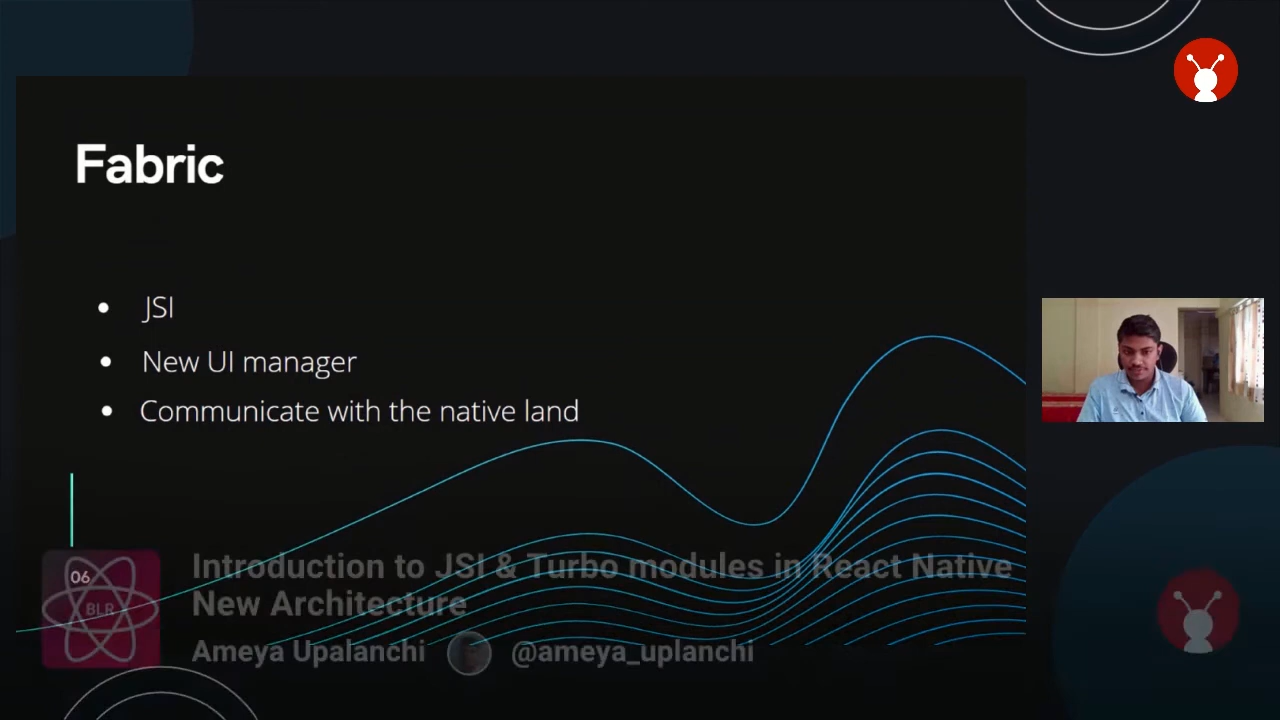 Fabric
JSI
New UI manager
Communicate with the native land
06
BLR
Introduction to JSI & Turbo modules in React Native
New Architecture
Ameya Upalanchi @ameya_uplanchi